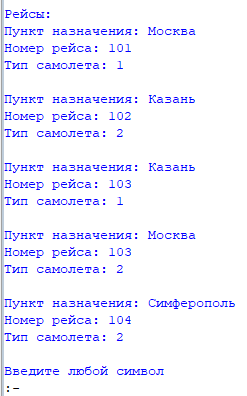 Рейсы:
Пункт назначения: Москва
Номер рейса: 101
Тип самолета: 1
Пункт назначения: Казань
Номер рейса: 102
Тип самолета: 2
Пункт назначения: Казань
Номер рейса: 103
Тип самолета: 1
Пункт назначения: Москва
Номер рейса: 103
Тип самолета: 2
Пункт назначения: Симферополь
Номер рейса: 104
Тип самолета: 2
Введите любой символ
:-